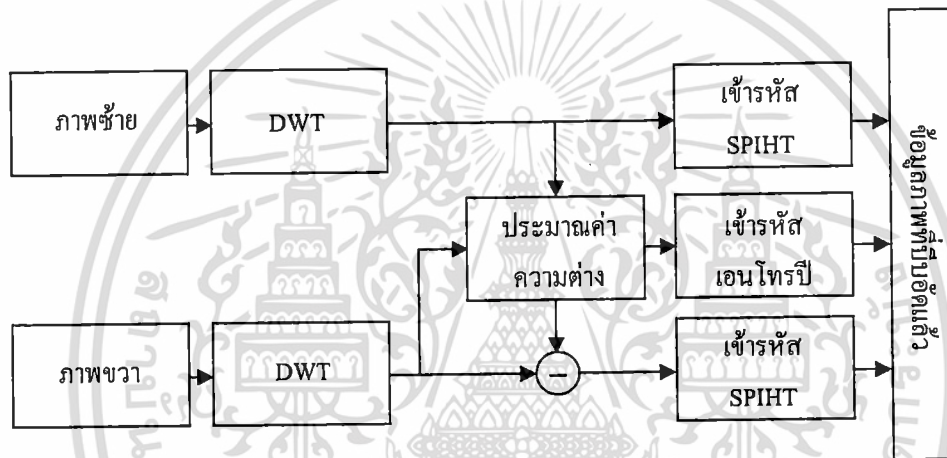 ภาพซ้าย
DWT
เข้ารหัส
SPIHT
ประมาณค่า
ความต่าง
เข้ารหัส
เอนโทรปี
ภาพขวา
DWT
−
เข้ารหัส
SPIHT
ข้อมูลภาพที่บีบอัดแล้ว